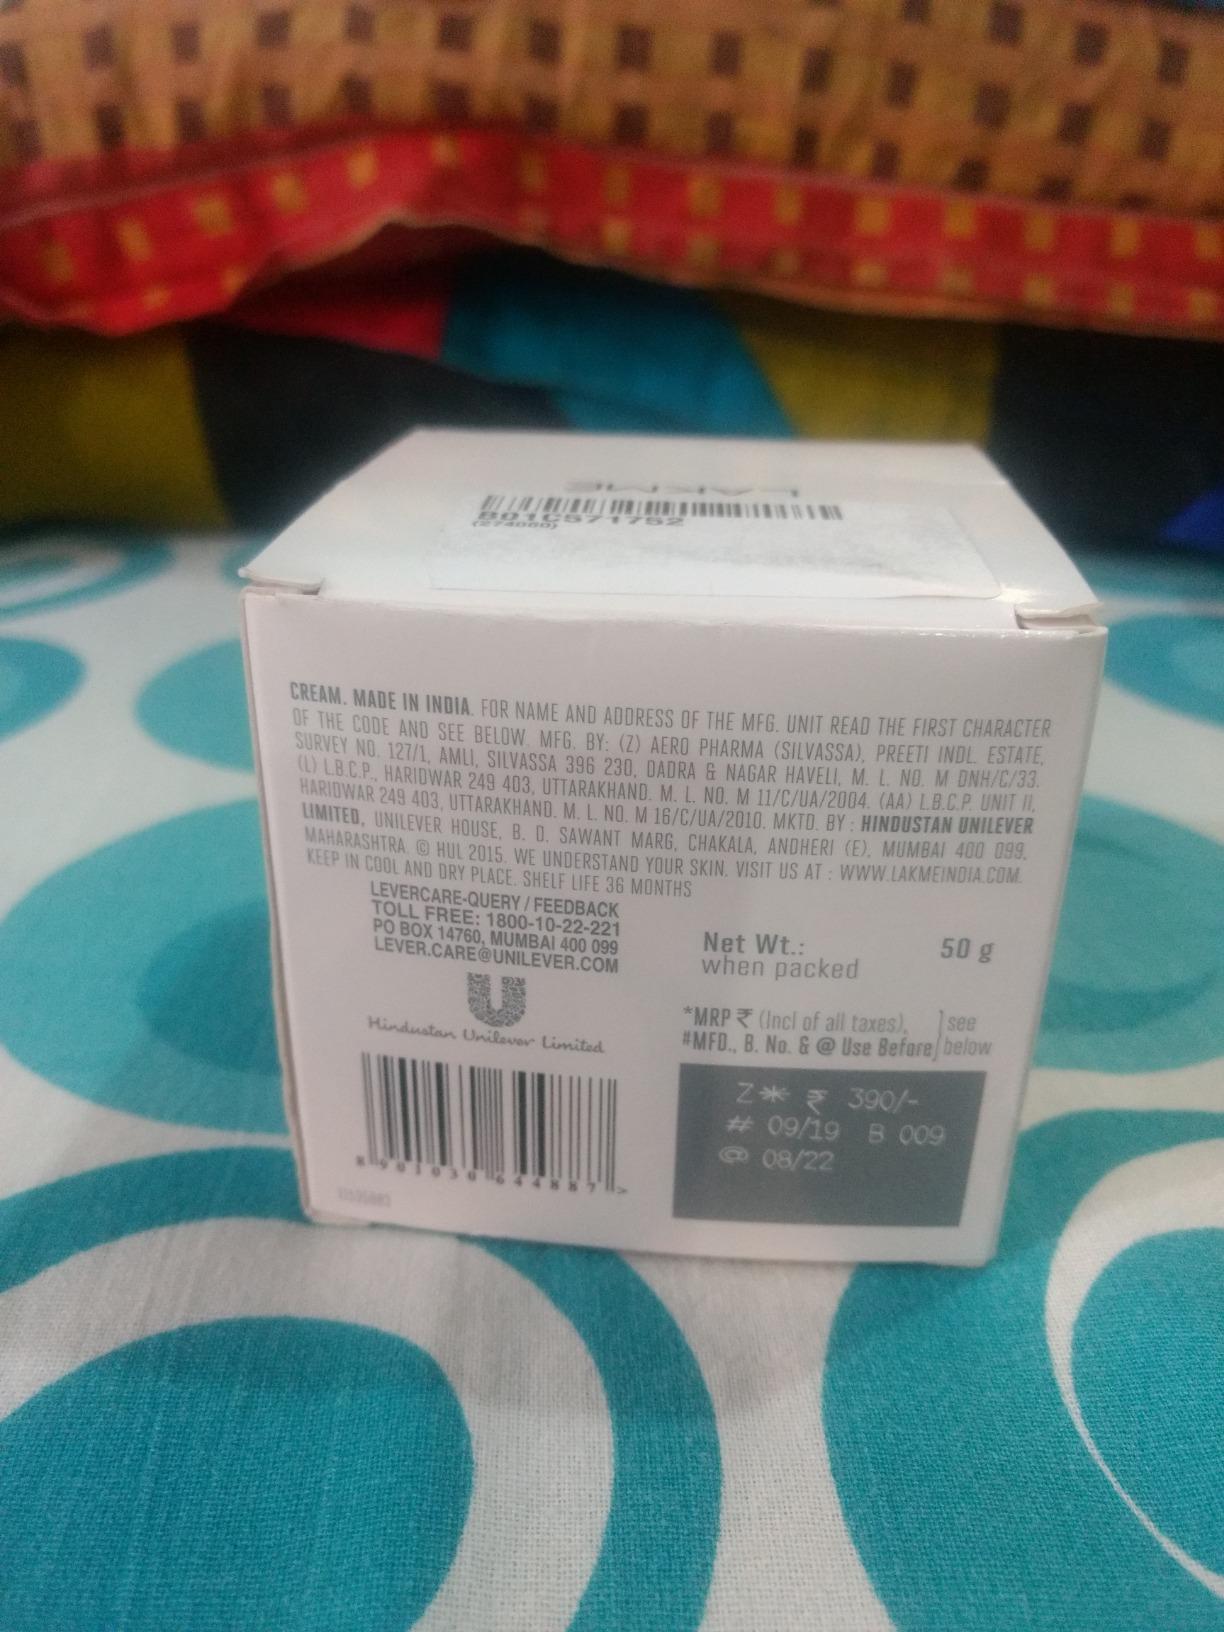 LAKMÉ
B01C571752
(274080)
CREAM. MADE IN INDIA. FOR NAME AND ADDRESS OF THE MFG. UNIT READ THE FIRST CHARACTER
OF THE CODE AND SEE BELOW. MFG. BY: (Z) AERO PHARMA (SILVASSA), PREETI INDL. ESTATE,
SURVEY NO. 127/1, AMLI, SILVASSA 396 230, DADRA & NAGAR HAVELI, M. L. NO. M DNH/C/33.
(L) L.B.C.P., HARIDWAR 249 403, UTTARAKHAND. M. L. NO. M 11/C/UA/2004. (AA) L.B.C.P. UNIT II,
HARIDWAR 249 403, UTTARAKHAND. M. L. NO. M 16/C/UA/2010. MKTD. BY : HINDUSTAN UNILEVER
LIMITED, UNILEVER HOUSE, B. D. SAWANT MARG, CHAKALA, ANDHERI (E), MUMBAI 400 099,
MAHARASHTRA. © HUL 2015. WE UNDERSTAND YOUR SKIN. VISIT US AT : WWW.LAKMEINDIA.COM.
KEEP IN COOL AND DRY PLACE. SHELF LIFE 36 MONTHS
LEVERCARE-QUERY / FEEDBACK
TOLL FREE: 1800-10-22-221
PO BOX 14760, MUMBAI 400 099
LEVER.CARE@UNILEVER.COM
Hindustan Unilever Limited
8 901030 644887 >
Net Wt.: 50 g
when packed
*MRP ₹ (Incl of all taxes), see
#MFD., B. No. & @ Use Before below
Z* ₹ 390/-
# 09/19 B 009
@ 08/22